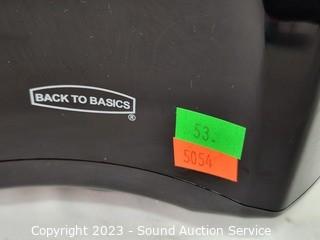 BACK TO BASICS
®
53.
5054
Copyright 2023 - Sound Auction Service